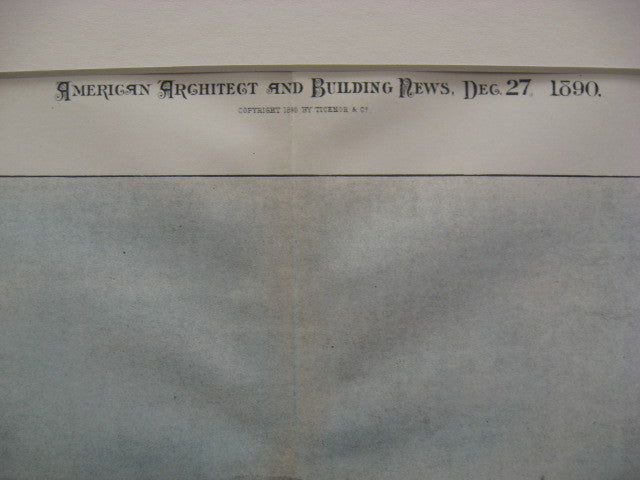 American Architect and Building News, Dec. 27, 1890.
COPYRIGHT 1890 BY TICKNOR & Co